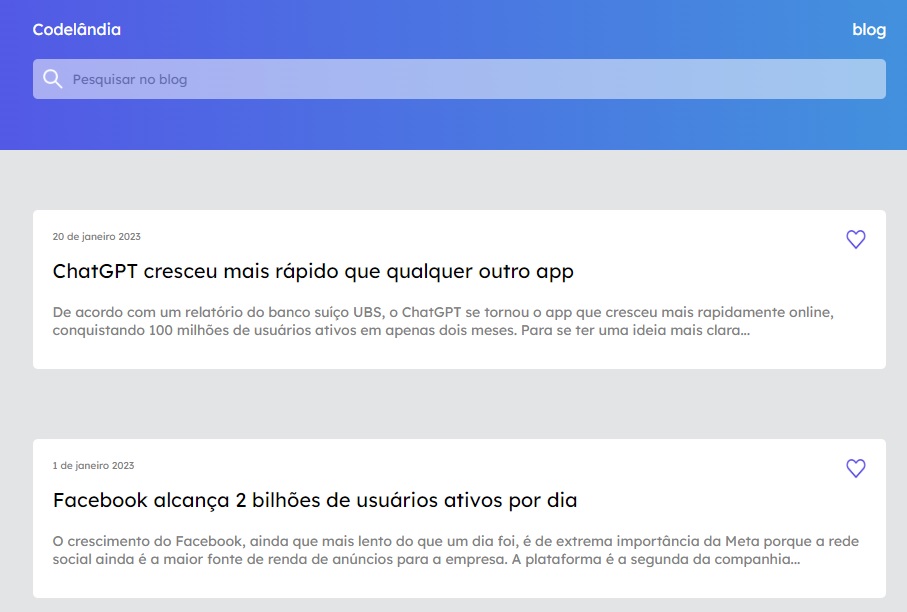 Codelândia
blog
Pesquisar no blog
20 de janeiro 2023
ChatGPT cresceu mais rápido que qualquer outro app
De acordo com um relatório do banco suíço UBS, o ChatGPT se tornou o app que cresceu mais rapidamente online,
conquistando 100 milhões de usuários ativos em apenas dois meses. Para se ter uma ideia mais clara...
1 de janeiro 2023
Facebook alcança 2 bilhões de usuários ativos por dia
O crescimento do Facebook, ainda que mais lento do que um dia foi, é de extrema importância da Meta porque a rede
social ainda é a maior fonte de renda de anúncios para a empresa. A plataforma é a segunda da companhia...